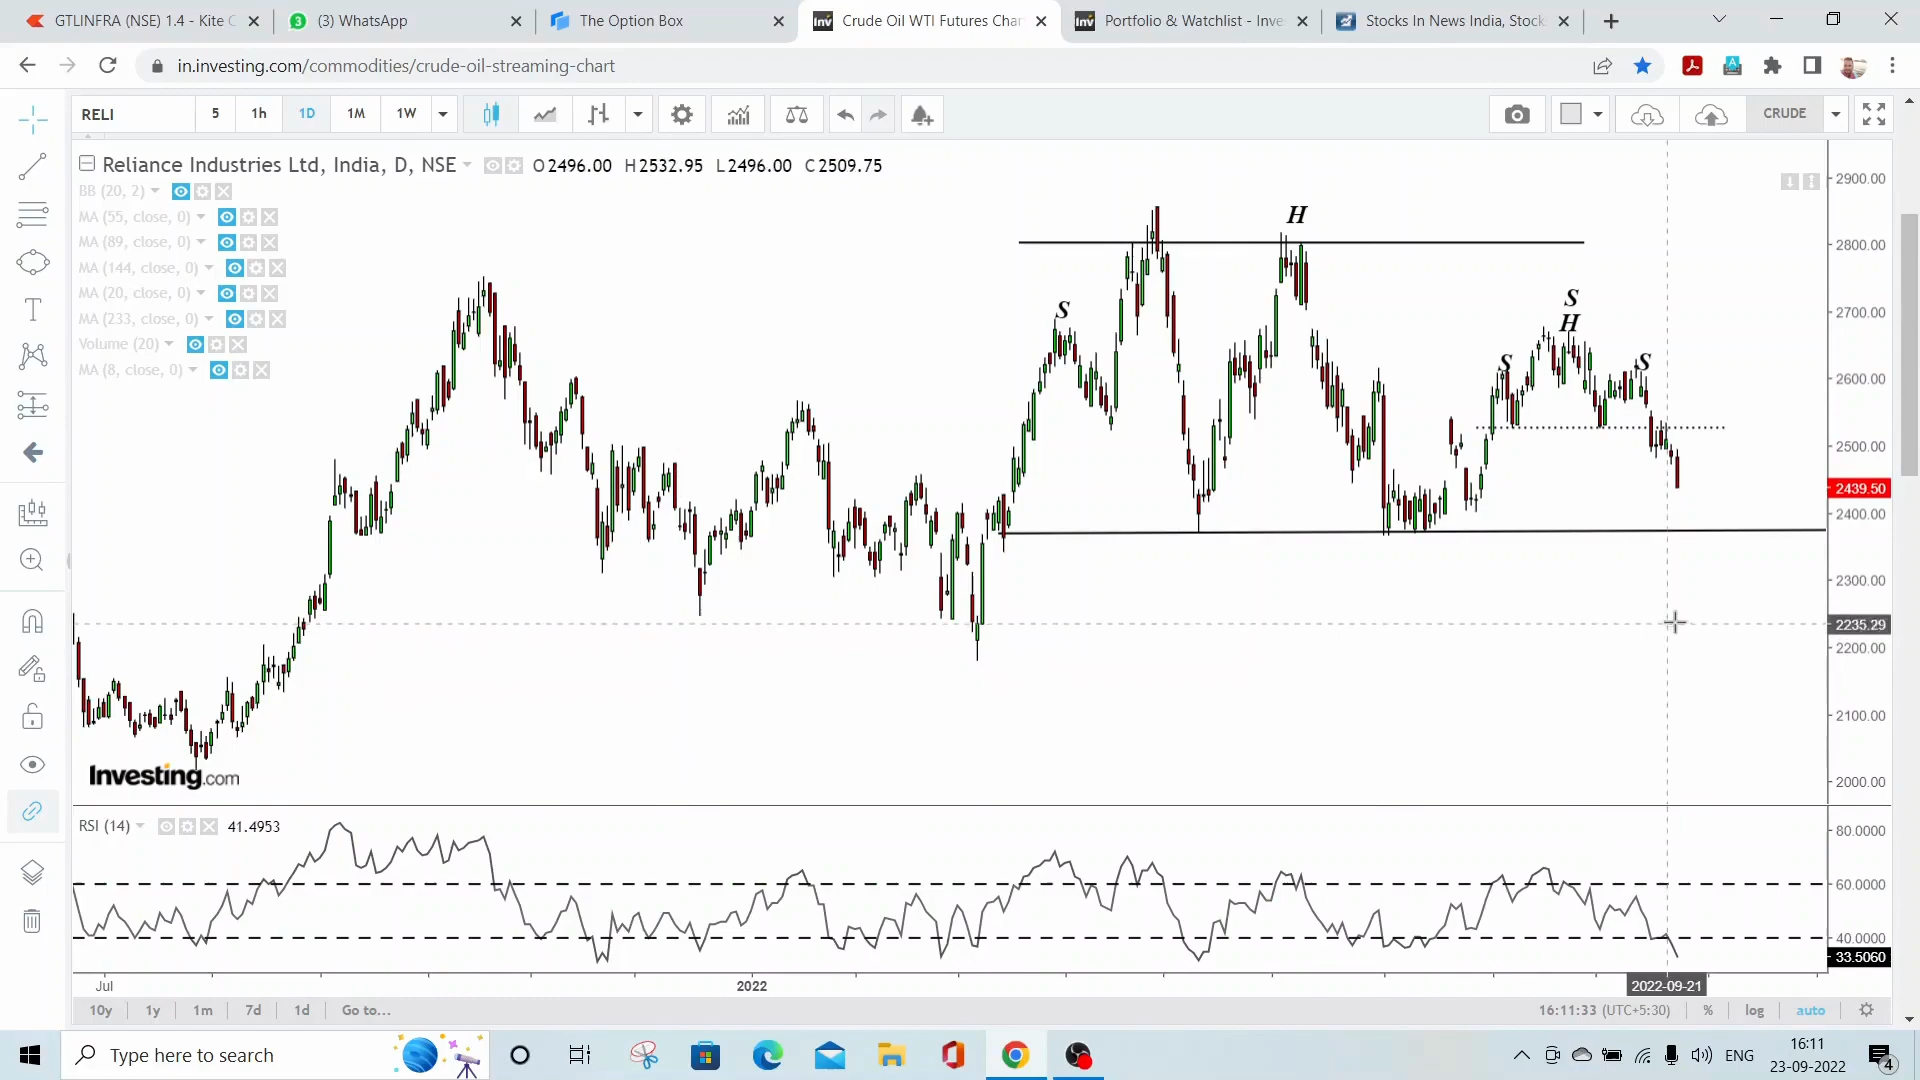 GTLINFRA (NSE) 1.4 - Kite C
(3) WhatsApp
The Option Box
Crude Oil WTI Futures Char
Portfolio & Watchlist - Inve
Stocks In News India, Stock
in.investing.com/commodities/crude-oil-streaming-chart
RELI 5 1h 1D 1M 1W CRUDE
Reliance Industries Ltd, India, D, NSE O2496.00 H2532.95 L2496.00 C2509.75
BB (20, 2)
MA (55, close, 0)
MA (89, close, 0)
MA (144, close, 0)
MA (20, close, 0)
MA (233, close, 0)
Volume (20)
MA (8, close, 0)
S
H
S
H
S
S
2900.00
2800.00
2700.00
2600.00
2500.00
2439.50
2400.00
2300.00
2235.29
2200.00
2100.00
2000.00
Investing.com
RSI (14) 41.4953
80.0000
60.0000
40.0000
33.5060
Jul 2022 2022-09-21
10y 1y 1m 7d 1d Go to... 16:11:33 (UTC+5:30) % log auto
Type here to search
ENG
16:11
23-09-2022
4